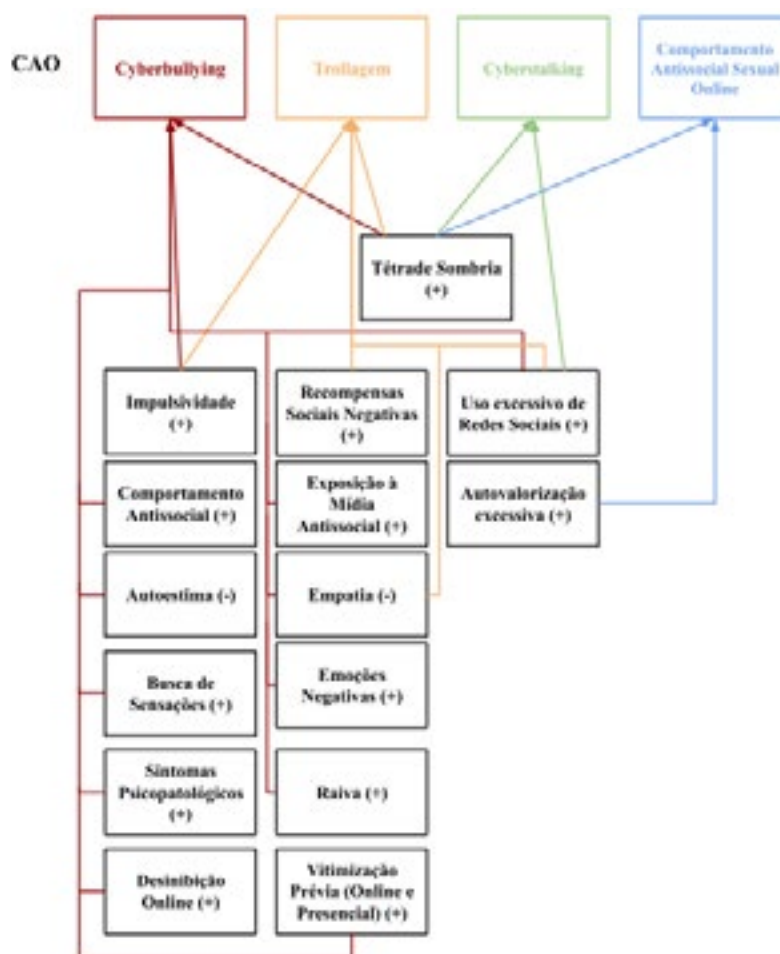 CAO
Cyberbullying
Trollagem
Cyberstalking
Comportamento
Antissocial Sexual
Online
Tétrade Sombria
(+)
Impulsividade
(+)
Recompensas
Sociais Negativas
(+)
Uso excessivo de
Redes Sociais (+)
Comportamento
Antissocial (+)
Exposição à
Mídia
Antissocial (+)
Autovalorização
excessiva (+)
Autoestima (-)
Empatia (-)
Busca de
Sensações (+)
Emoções
Negativas (+)
Sintomas
Psicopatológicos
(+)
Raiva (+)
Desinibição
Online (+)
Vitimização
Prévia (Online e
Presencial) (+)